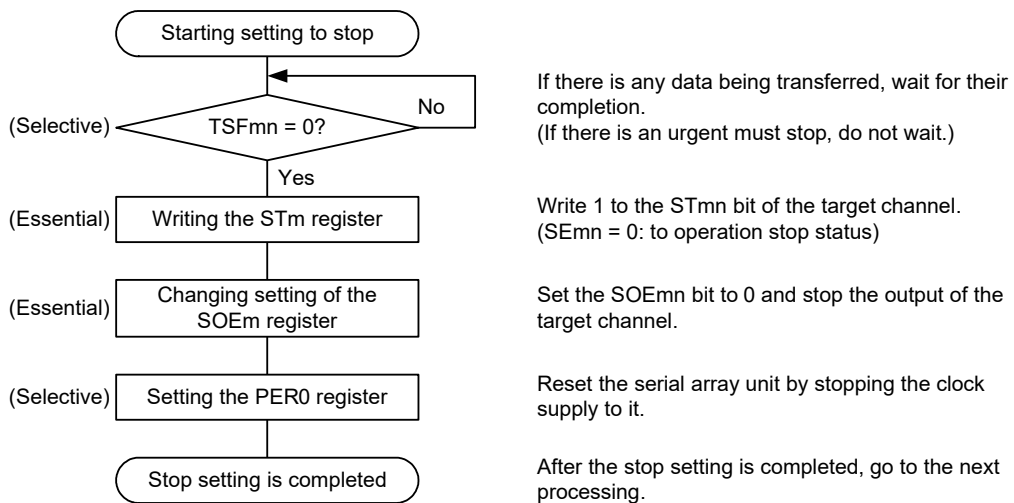 Starting setting to stop
If there is any data being transferred, wait for their
completion.
(If there is an urgent must stop, do not wait.)
No
(Selective)
TSFmn = 0?
Yes
(Essential)
Writing the STm register
Write 1 to the STmn bit of the target channel.
(SEmn = 0: to operation stop status)
(Essential)
Changing setting of the
SOEm register
Set the SOEmn bit to 0 and stop the output of the
target channel.
(Selective)
Setting the PER0 register
Reset the serial array unit by stopping the clock
supply to it.
Stop setting is completed
After the stop setting is completed, go to the next
processing.